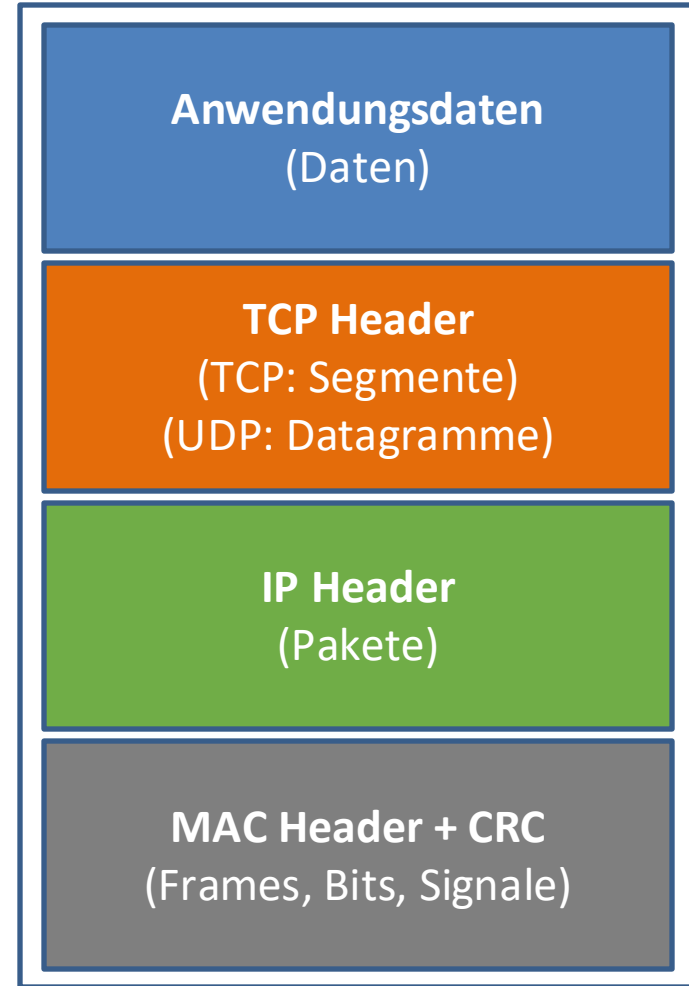 Anwendungsdaten
(Daten)
TCP Header
(TCP: Segmente)
(UDP: Datagramme)
IP Header
(Pakete)
MAC Header + CRC
(Frames, Bits, Signale)